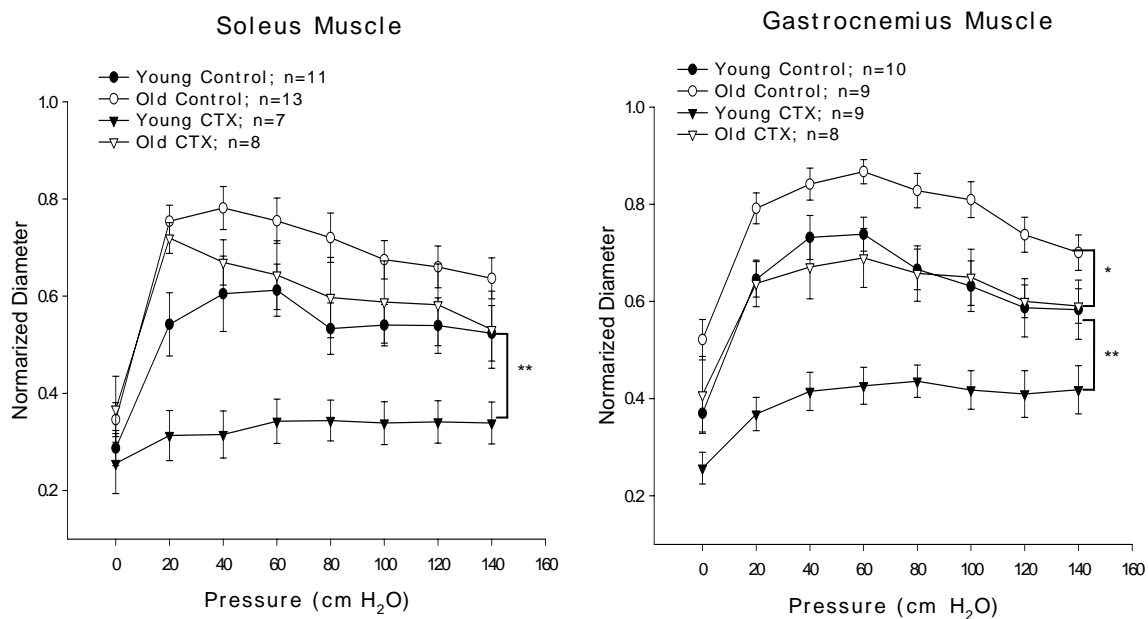 Soleus Muscle
Young Control; n=11
Old Control; n=13
Young CTX; n=7
Old CTX; n=8
1.0
0.8
0.6
0.4
0.2
Normarized Diameter
**
0 20 40 60 80 100 120 140 160
Pressure (cm H₂O)
Gastrocnemius Muscle
Young Control; n=10
Old Control; n=9
Young CTX; n=9
Old CTX; n=8
1.0
0.8
0.6
0.4
0.2
Normarized Diameter
*
**
0 20 40 60 80 100 120 140 160
Pressure (cm H₂O)